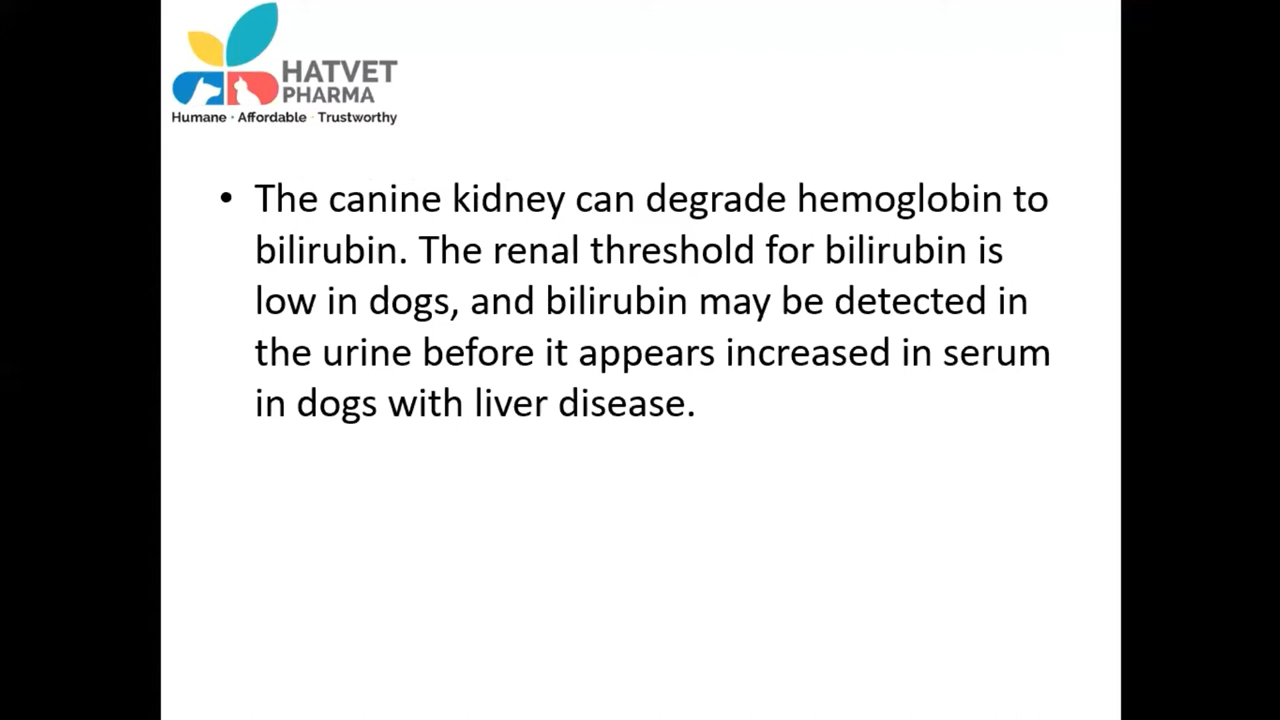 HATVET
PHARMA
Humane · Affordable · Trustworthy
• The canine kidney can degrade hemoglobin to
bilirubin. The renal threshold for bilirubin is
low in dogs, and bilirubin may be detected in
the urine before it appears increased in serum
in dogs with liver disease.